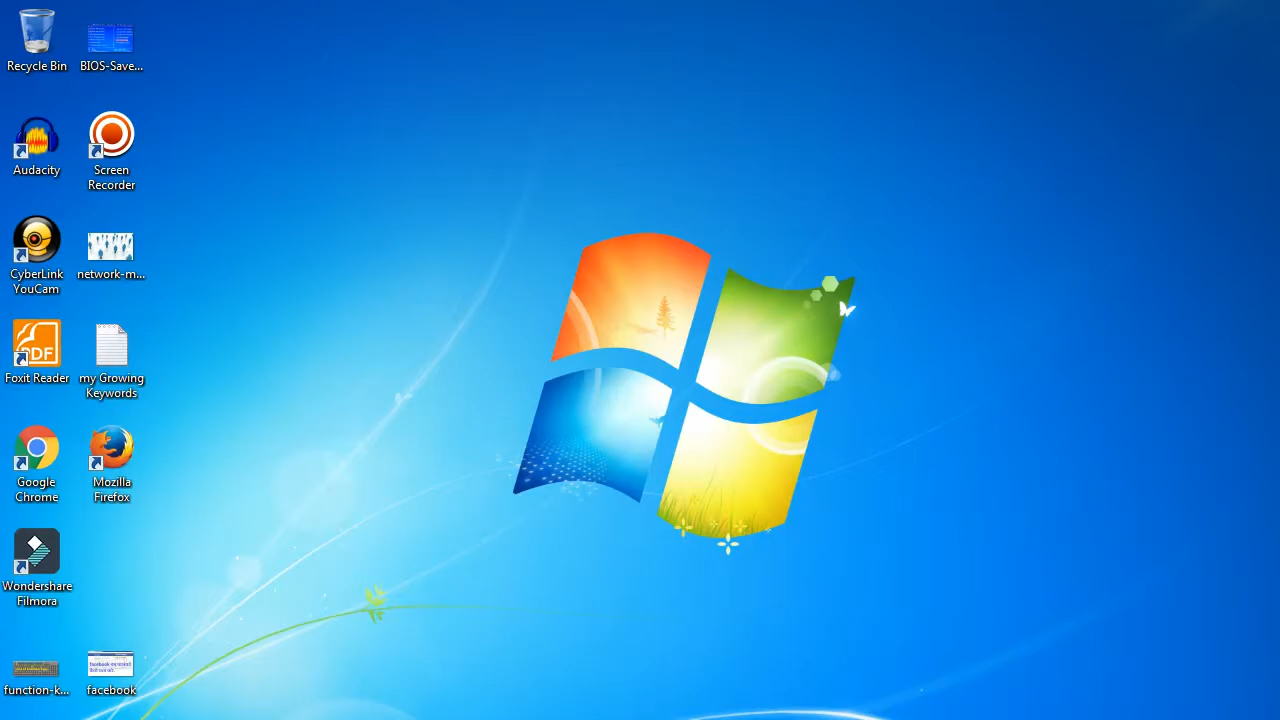 Recycle Bin
BIOS-Save...
Audacity
Screen
Recorder
CyberLink
YouCam
network-m...
PDF
Foxit Reader
my Growing
Keywords
Google
Chrome
Mozilla
Firefox
Wondershare
Filmora
function-k...
facebook